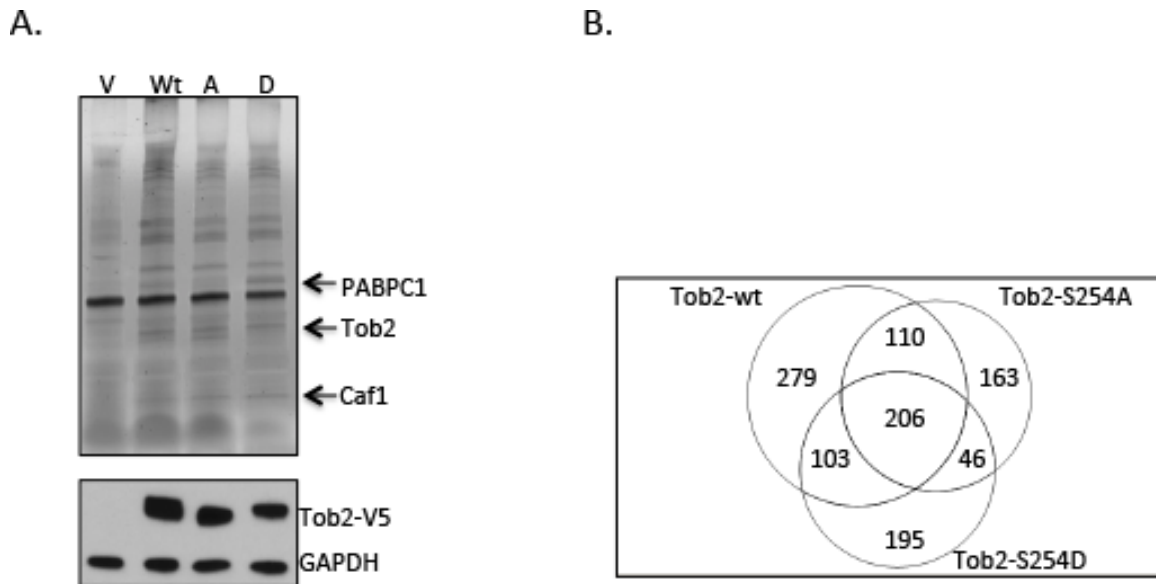 A.
B.
V Wt A D
PABPC1
Tob2
Caf1
Tob2-V5
GAPDH
Tob2-wt
Tob2-S254A
110
279
163
206
103
46
195
Tob2-S254D